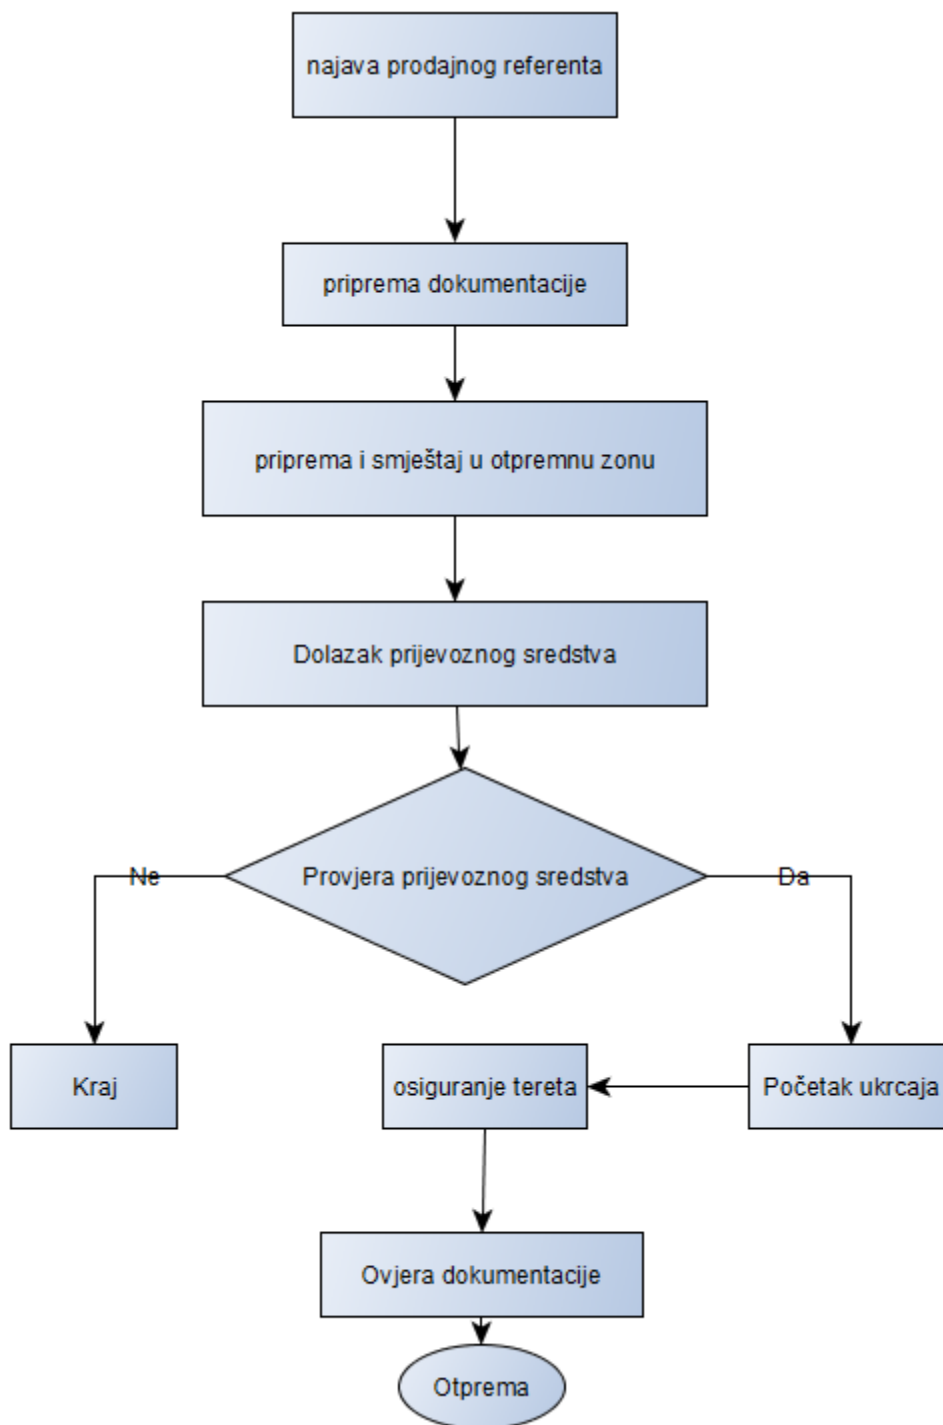 najava prodajnog referenta
priprema dokumentacije
priprema i smještaj u otpremnu zonu
Dolazak prijevoznog sredstva
Ne
Provjera prijevoznog sredstva
Da
Kraj
osiguranje tereta
Početak ukrcaja
Ovjera dokumentacije
Otprema